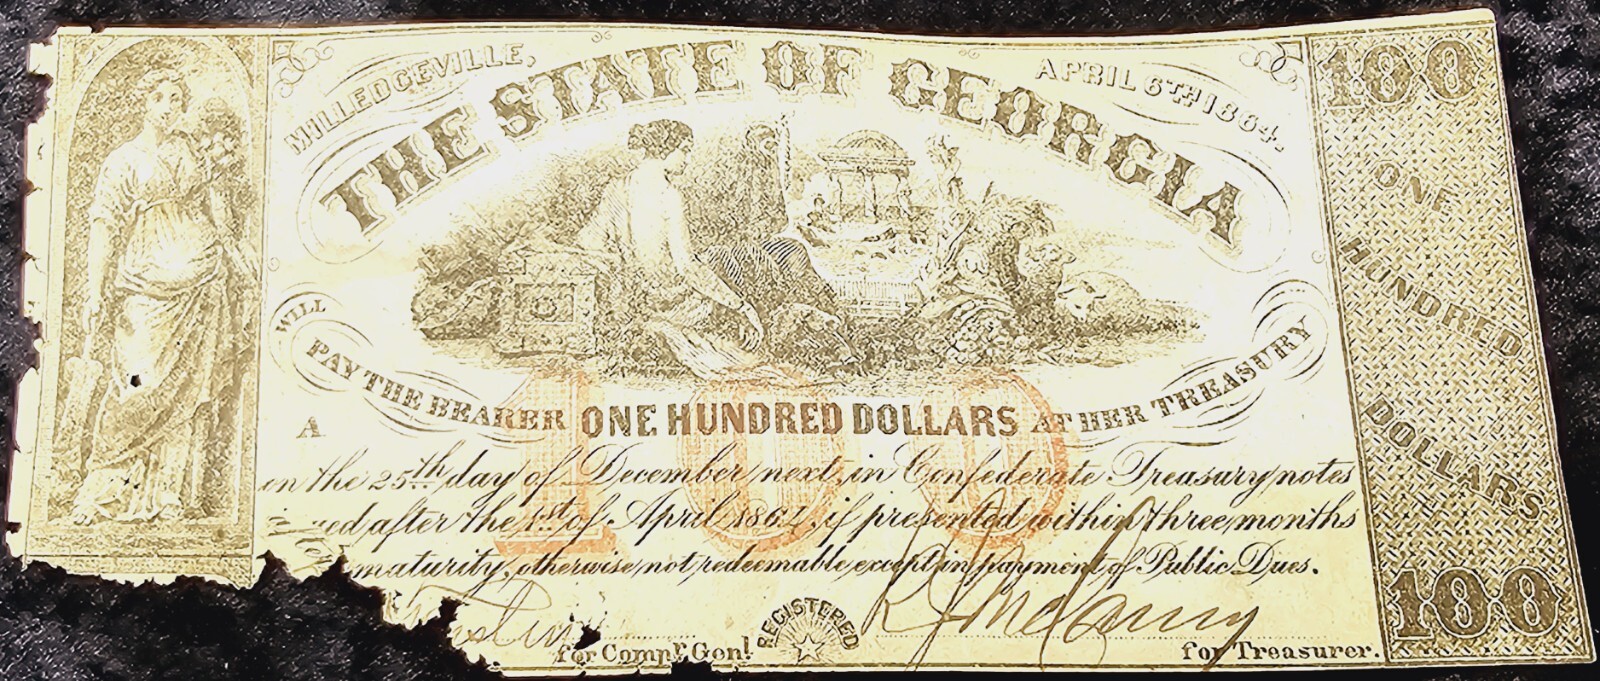 MILLEDGEVILLE, APRIL 6TH 1864.
THE STATE OF GEORGIA
WILL
PAY THE BEARER ONE HUNDRED DOLLARS AT HER TREASURY
A
on the 25th day of December next, in Confederate Treasury notes
after the 1st of April 1864, if presented within three months
maturity, otherwise not redeemable except in payment of Public Dues.
100
REGISTERED
for Compr. Genl.
for Treasurer.
100
ONE
HUNDRED
DOLLARS
100